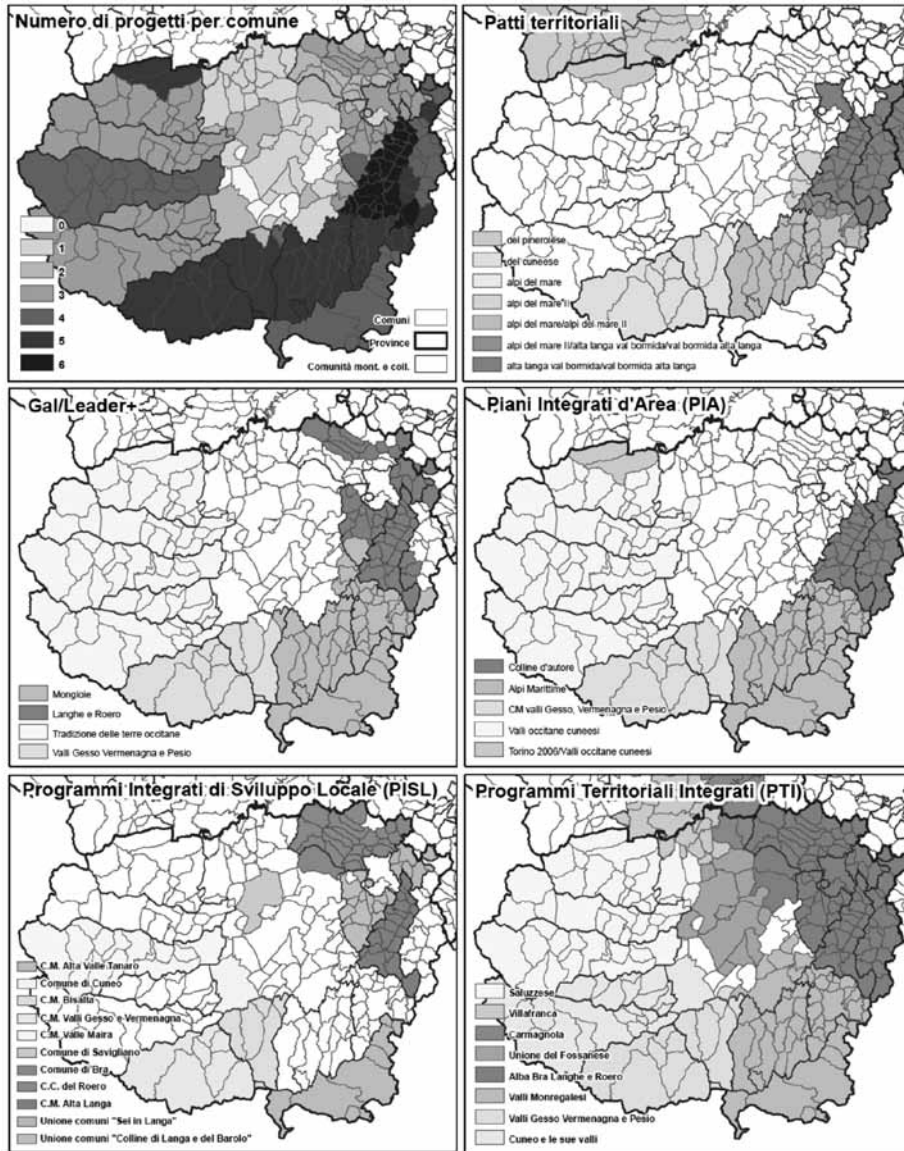 Numero di progetti per comune
0
1
2
3
4
5
6
Comuni
Province
Comunità mont. e coll.
Patti territoriali
del pinerolese
del cuneese
alpi del mare
alpi del mare II
alpi del mare/alpi del mare II
alpi del mare II/alta langa val bormida/val bormida alta langa
alta langa val bormida/val bormida alta langa
Gal/Leader+
Mongioie
Langhe e Roero
Tradizione delle terre occitane
Valli Gesso Vermenagna e Pesio
Piani Integrati d'Area (PIA)
Colline d'autore
Alpi Marittime
CM valli Gesso, Vermenagna e Pesio
Valli occitane cuneesi
Torino 2006/Valli occitane cuneesi
Programmi Integrati di Sviluppo Locale (PISL)
C.M. Alta Valle Tanaro
Comune di Cuneo
C.M. Bisalta
C.M. Valli Gesso e Vermenagna
C.M. Valle Maira
Comune di Savigliano
Comune di Bra
C.C. del Roero
C.M. Alta Langa
Unione comuni "Sei in Langa"
Unione comuni "Colline di Langa e del Barolo"
Programmi Territoriali Integrati (PTI)
Saluzzese
Villafranca
Carmagnola
Unione del Fossanese
Alba Bra Langhe e Roero
Valli Monregalesi
Valli Gesso Vermenagna e Pesio
Cuneo e le sue valli